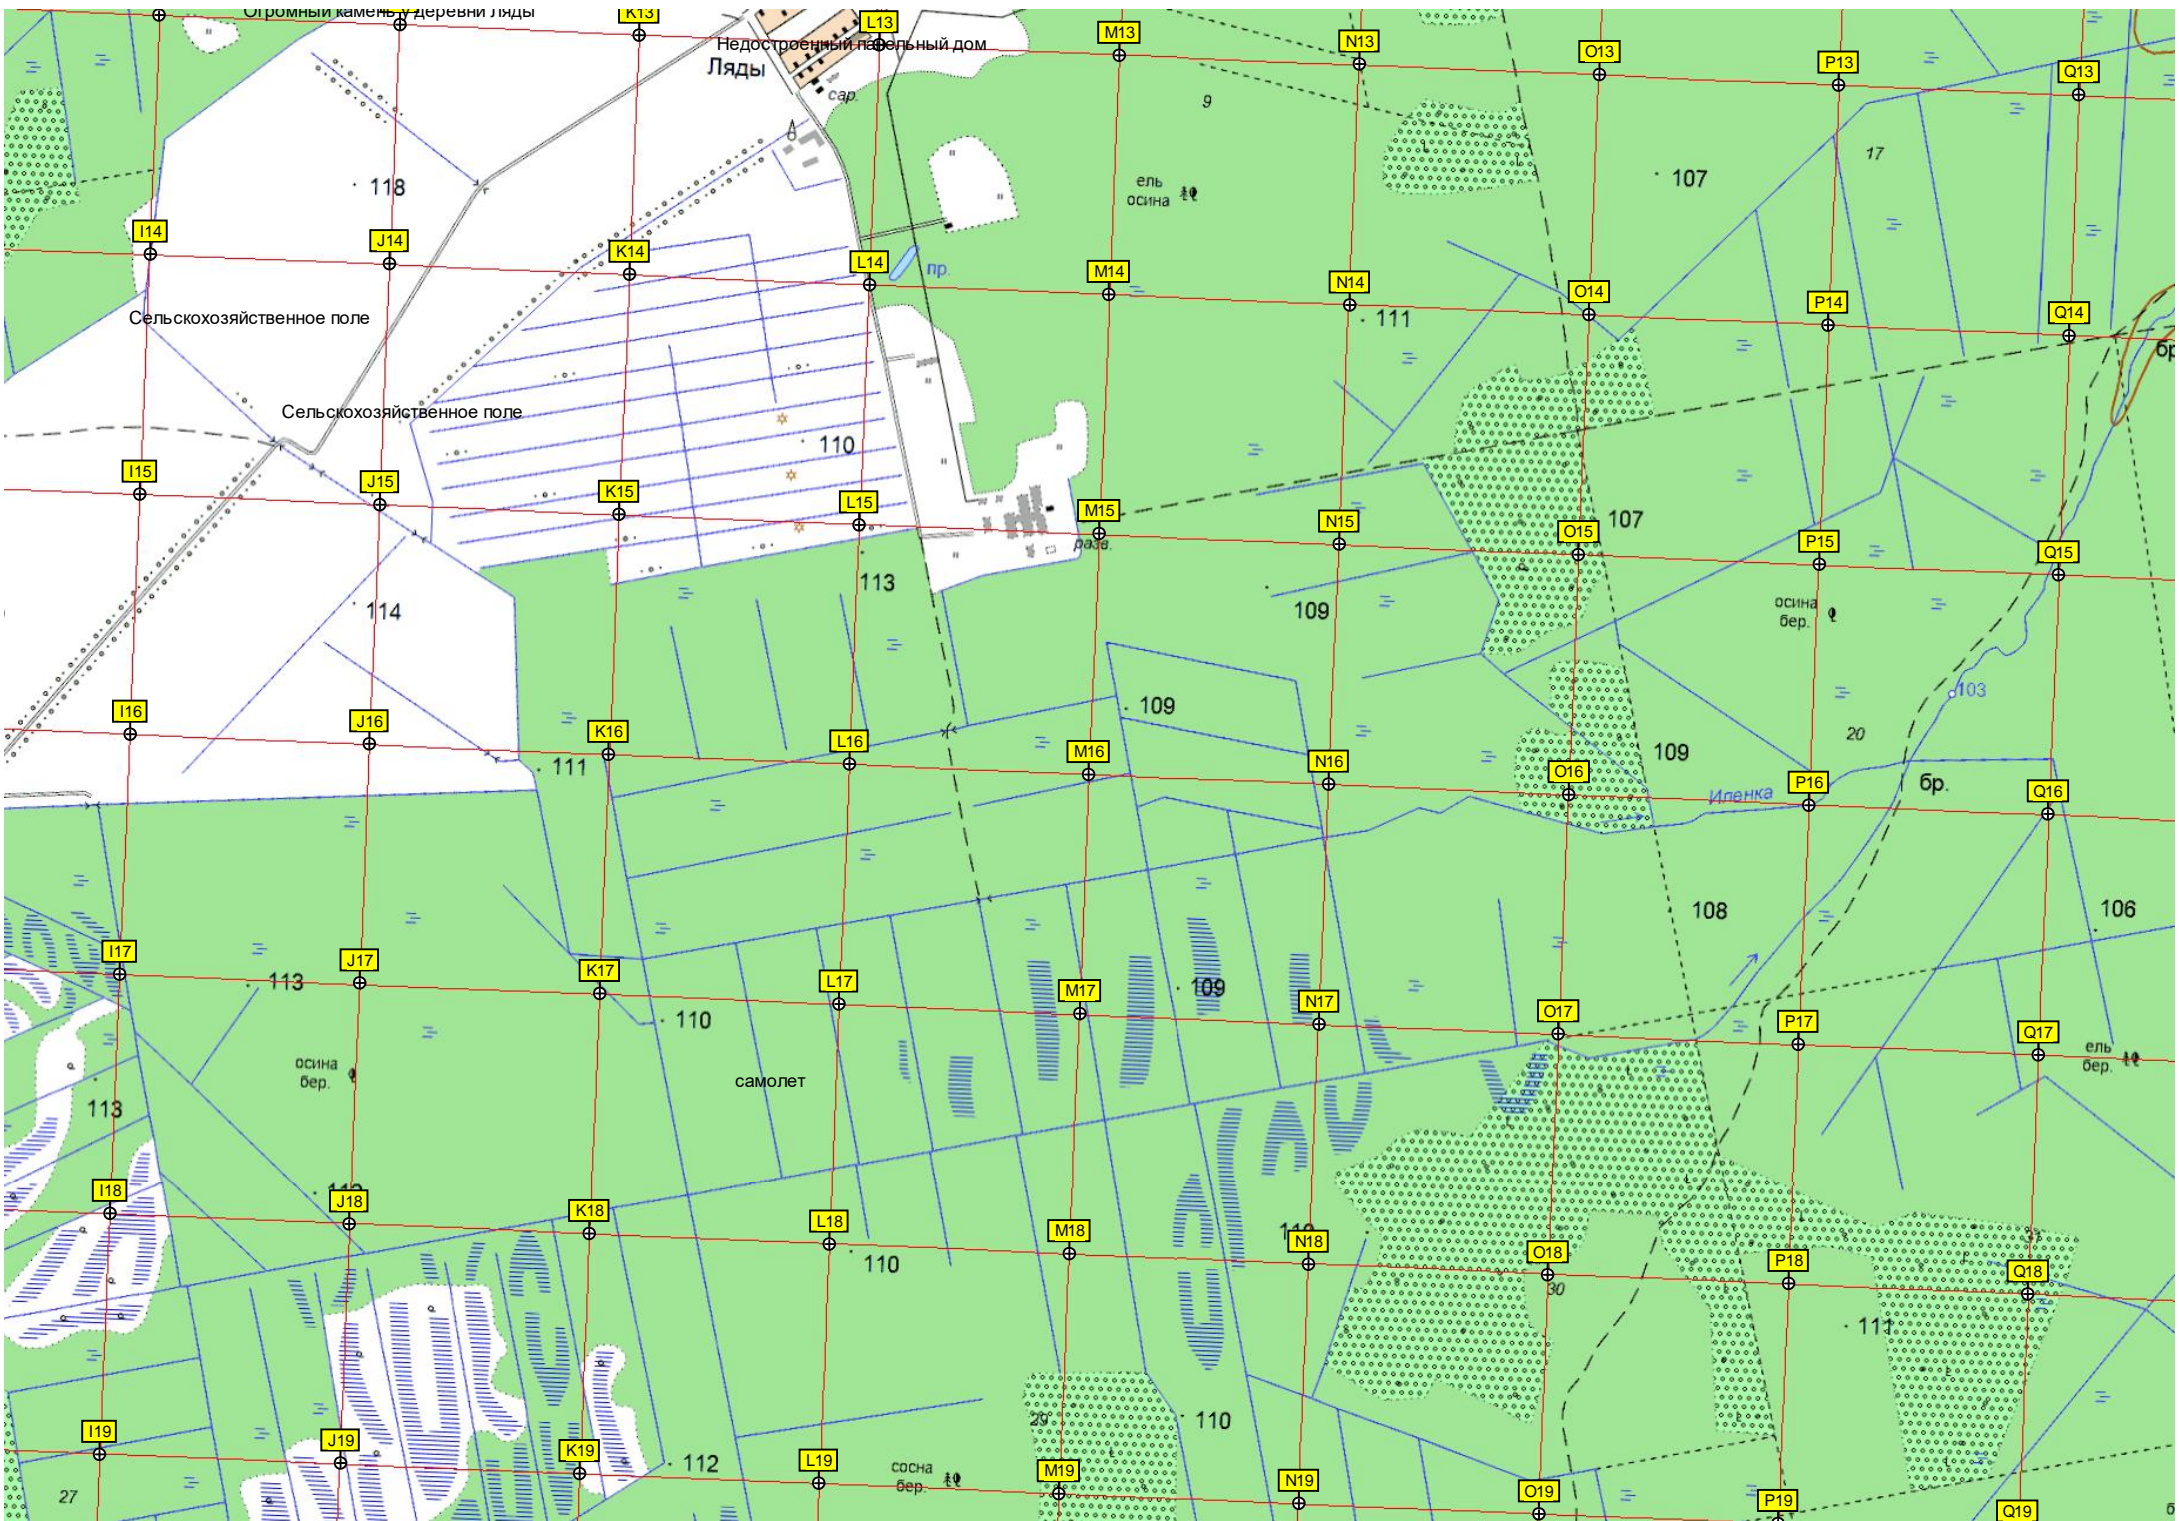 Огромный камень у деревни Ляды
K13
L13
Недостроенный панельный дом
M13
N13
O13
P13
Q13
Ляды
сар.
9
17
118
ель
осина
107
I14
J14
K14
L14
пр.
M14
N14
O14
P14
Q14
Сельскохозяйственное поле
111
бр
Сельскохозяйственное поле
110
I15
J15
K15
L15
M15
N15
O15
P15
Q15
107
разв.
113
114
109
осина
бер.
103
I16
J16
K16
L16
M16
N16
O16
P16
Q16
109
109
20
111
Иленка
бр.
108
106
I17
J17
K17
L17
M17
N17
O17
P17
Q17
113
109
110
осина
бер.
самолет
ель
бер.
113
I18
J18
K18
L18
M18
N18
O18
P18
Q18
110
30
111
29
110
I19
J19
K19
L19
M19
N19
O19
P19
Q19
112
сосна
бер.
27
б